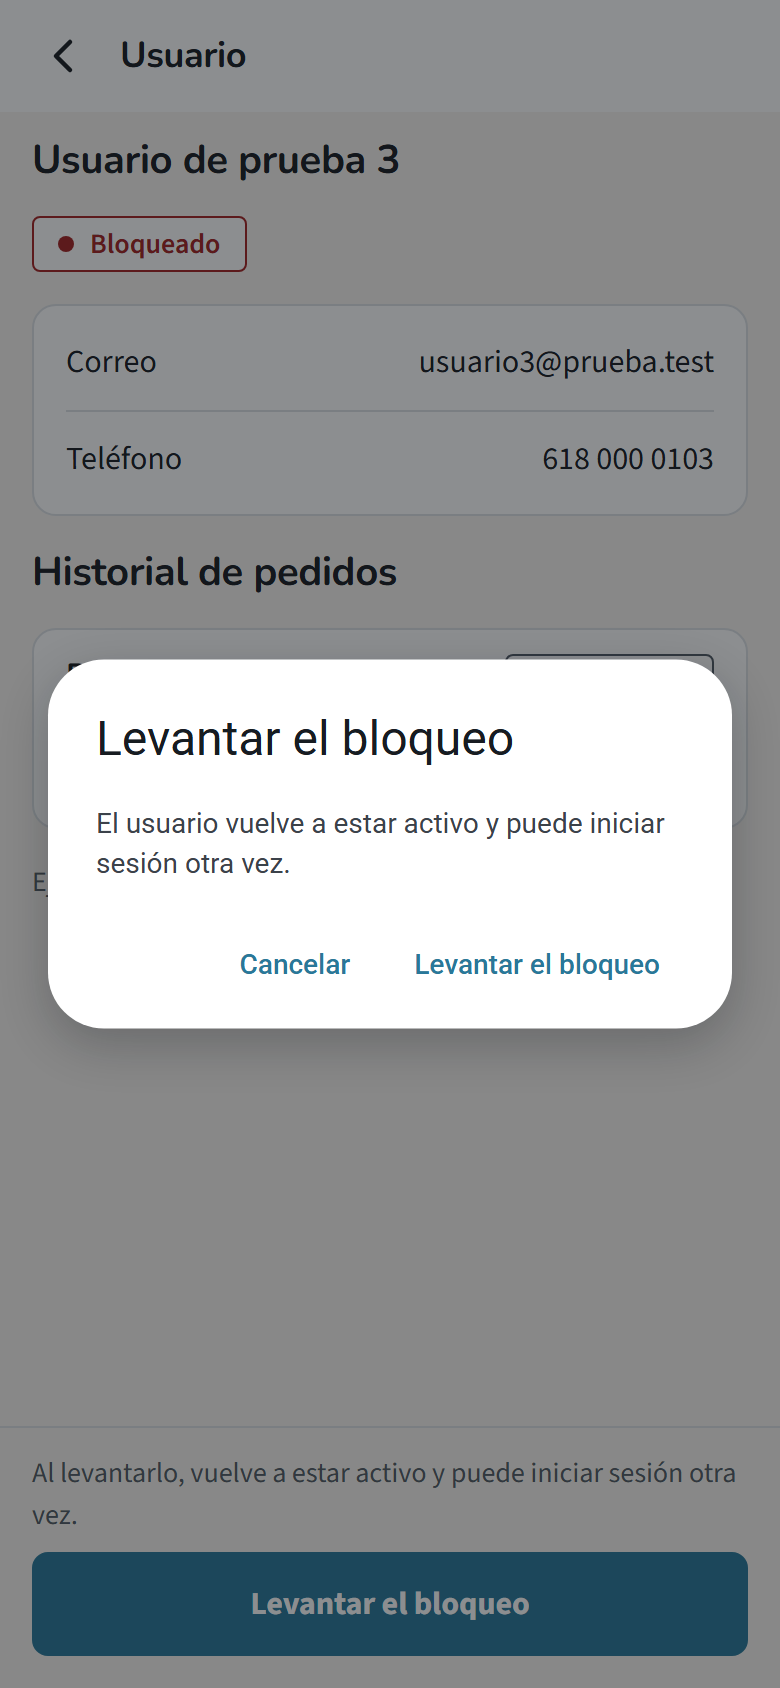 Usuario
Usuario de prueba 3
Bloqueado
Correo usuario3@prueba.test
Teléfono 618 000 0103
Historial de pedidos
Levantar el bloqueo
El usuario vuelve a estar activo y puede iniciar
sesión otra vez.
Cancelar Levantar el bloqueo
Al levantarlo, vuelve a estar activo y puede iniciar sesión otra
vez.
Levantar el bloqueo